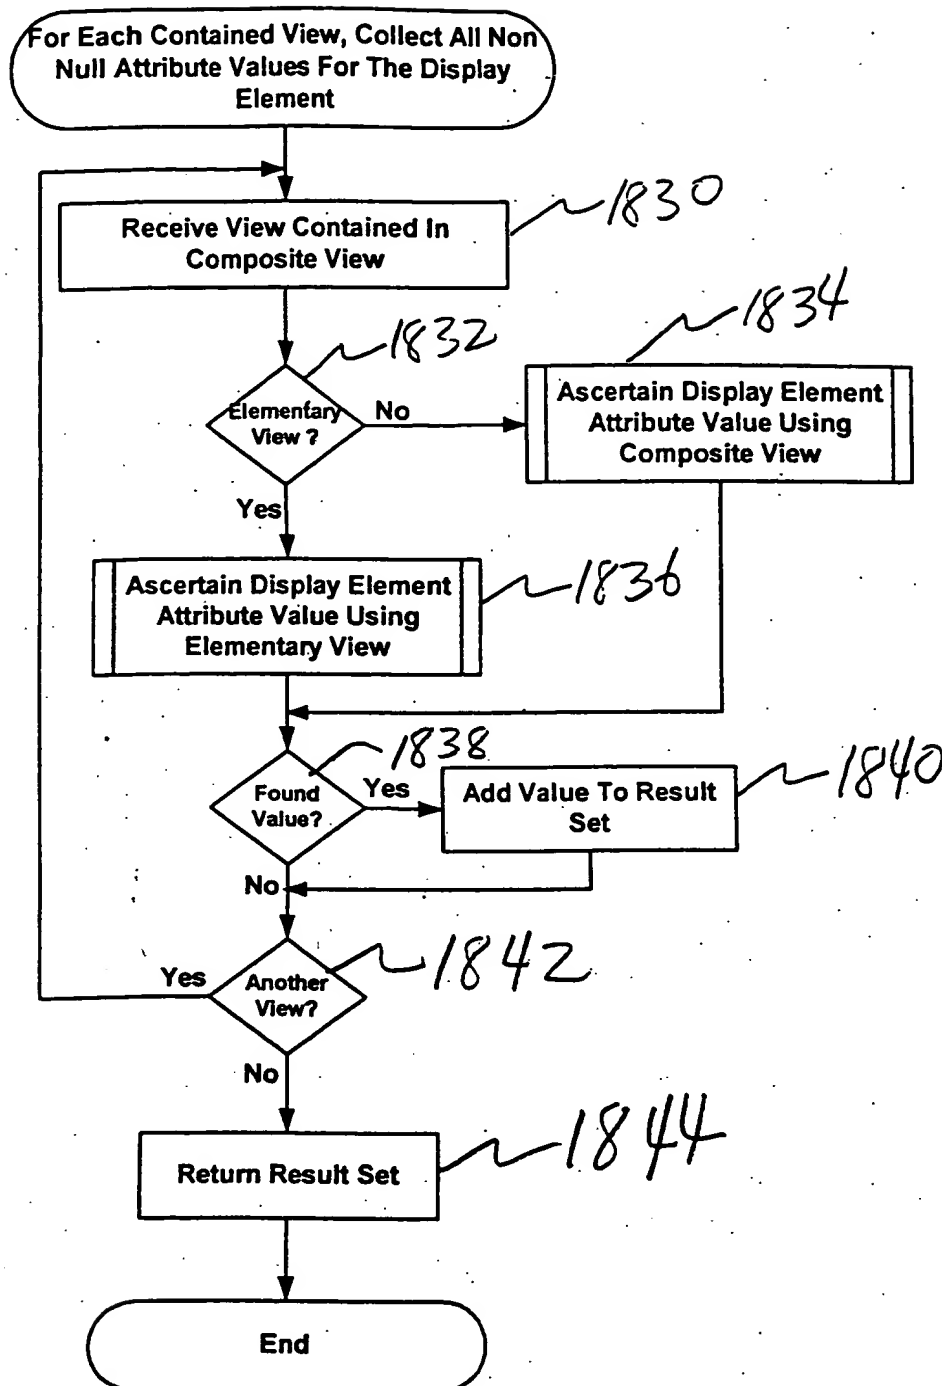 For Each Contained View, Collect All Non
Null Attribute Values For The Display
Element
Receive View Contained In
Composite View
1830
1832
1834
Elementary
View ?
No
Ascertain Display Element
Attribute Value Using
Composite View
Yes
Ascertain Display Element
Attribute Value Using
Elementary View
1836
1838
Found
Value?
Yes
Add Value To Result
Set
1840
No
Another
View?
Yes
1842
No
Return Result Set
1844
End